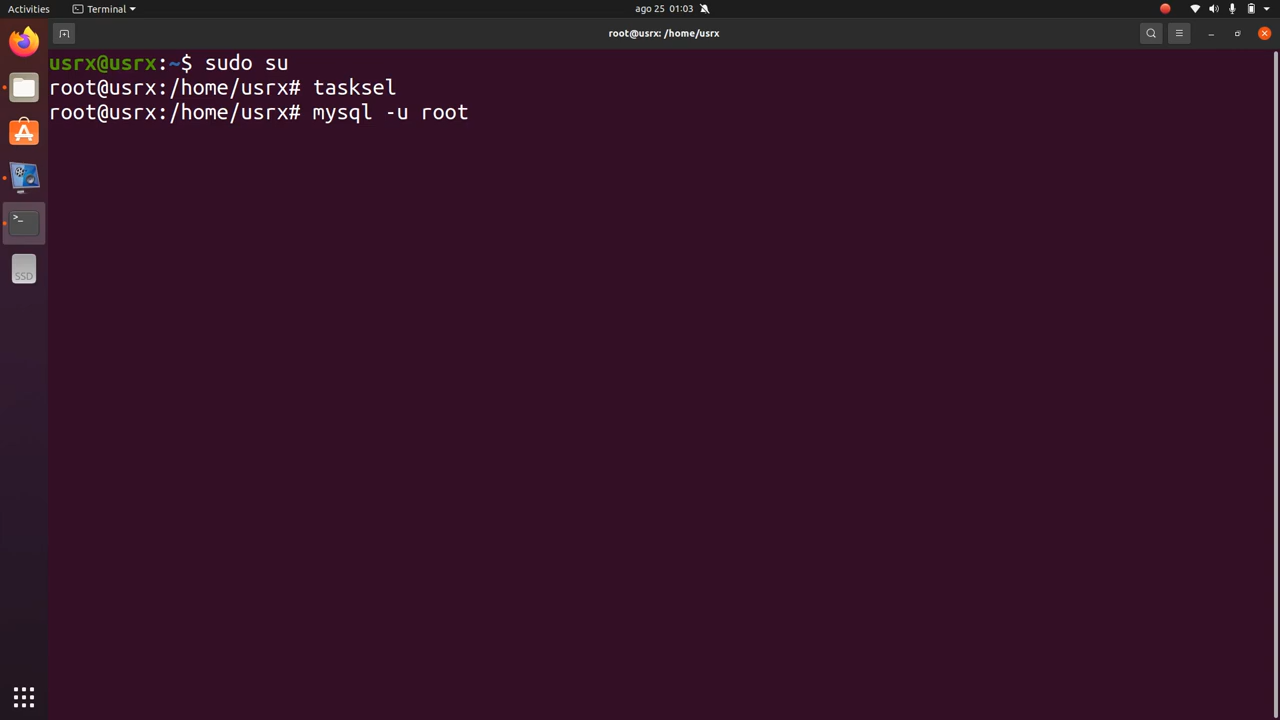 Activities
Terminal
ago 25 01:03
root@usrx: /home/usrx
usrx@usrx:~$ sudo su
root@usrx:/home/usrx# tasksel
root@usrx:/home/usrx# mysql -u root
>_
SSD